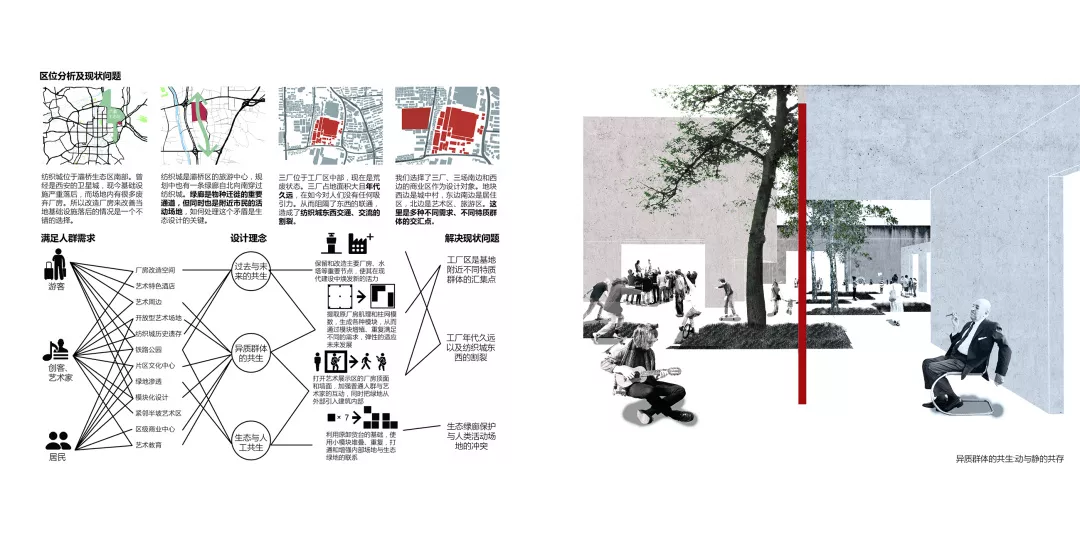 区位分析及现状问题
纺织城位于灞桥生态区南部。曾
经是西安的卫星城，现今基础设
施严重落后，而场地内有很多废
弃厂房。所以改造厂房来改善当
地基础设施落后的情况是一个不
错的选择。
纺织城是灞桥区的旅游中心，规
划中也有一条绿廊自北向南穿过
纺织城。绿廊是物种迁徙的重要
通道，但同时也是附近市民的活
动场地，如何处理这个矛盾是生
态设计的关键。
三厂位于工厂区中部，现在是荒
废状态。三厂占地面积大且年代
久远，在如今对人们没有任何吸
引力。从而阻隔了东西的联通，
造成了纺织城东西交通、交流的
割裂。
我们选择了三厂、三场南边和西
边的商业区作为设计对象。地块
西边是城中村，东边南边是居住
区，北边是艺术区、旅游区。这
里是多种不同需求、不同特质群
体的交汇点。
满足人群需求
设计理念
解决现状问题
游客
创客、
艺术家
居民
厂房改造空间
艺术特色酒店
艺术周边
开放型艺术场地
纺织城历史遗存
铁路公园
片区文化中心
绿地渗透
模块化设计
紧邻半坡艺术区
区级商业中心
艺术教育
过去与未
来的共生
异质群体
的共生
生态与人
工共生
保留和改造主要厂房、水
塔等重要节点，使其在现
代建设中焕发新的活力
提取原厂房机理和柱网模
数，生成各种模块，从而
通过模块增殖、重复满足
不同的需求，弹性的适应
未来发展
打开艺术展示区的厂房顶面
和墙面，加强普通人群与艺
术家的互动，同时把绿地从
外部引入建筑内部
× 7
利用原卸货台的基础，使
用小模块堆叠、重复，打
通和增强内部场地与生态
绿地的联系
工厂区是基地
附近不同特质
群体的汇集点
工厂年代久远
以及纺织城东
西的割裂
生态绿廊保护
与人类活动场
地的冲突
异质群体的共生:动与静的共存